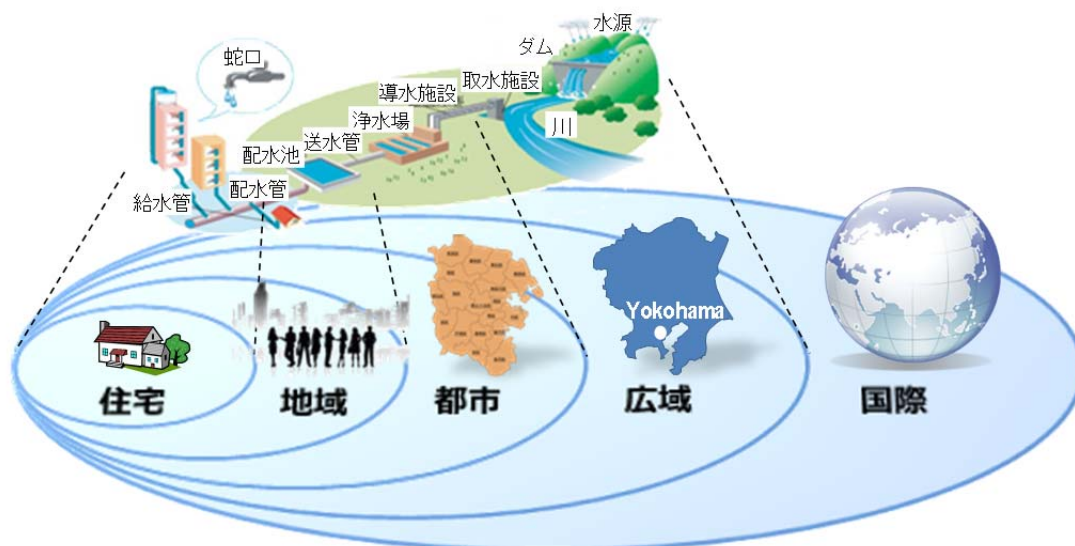 水源
ダム
蛇口
取水施設
導水施設
川
浄水場
送水管
配水池
配水管
給水管
Yokohama
住宅
地域
都市
広域
国際